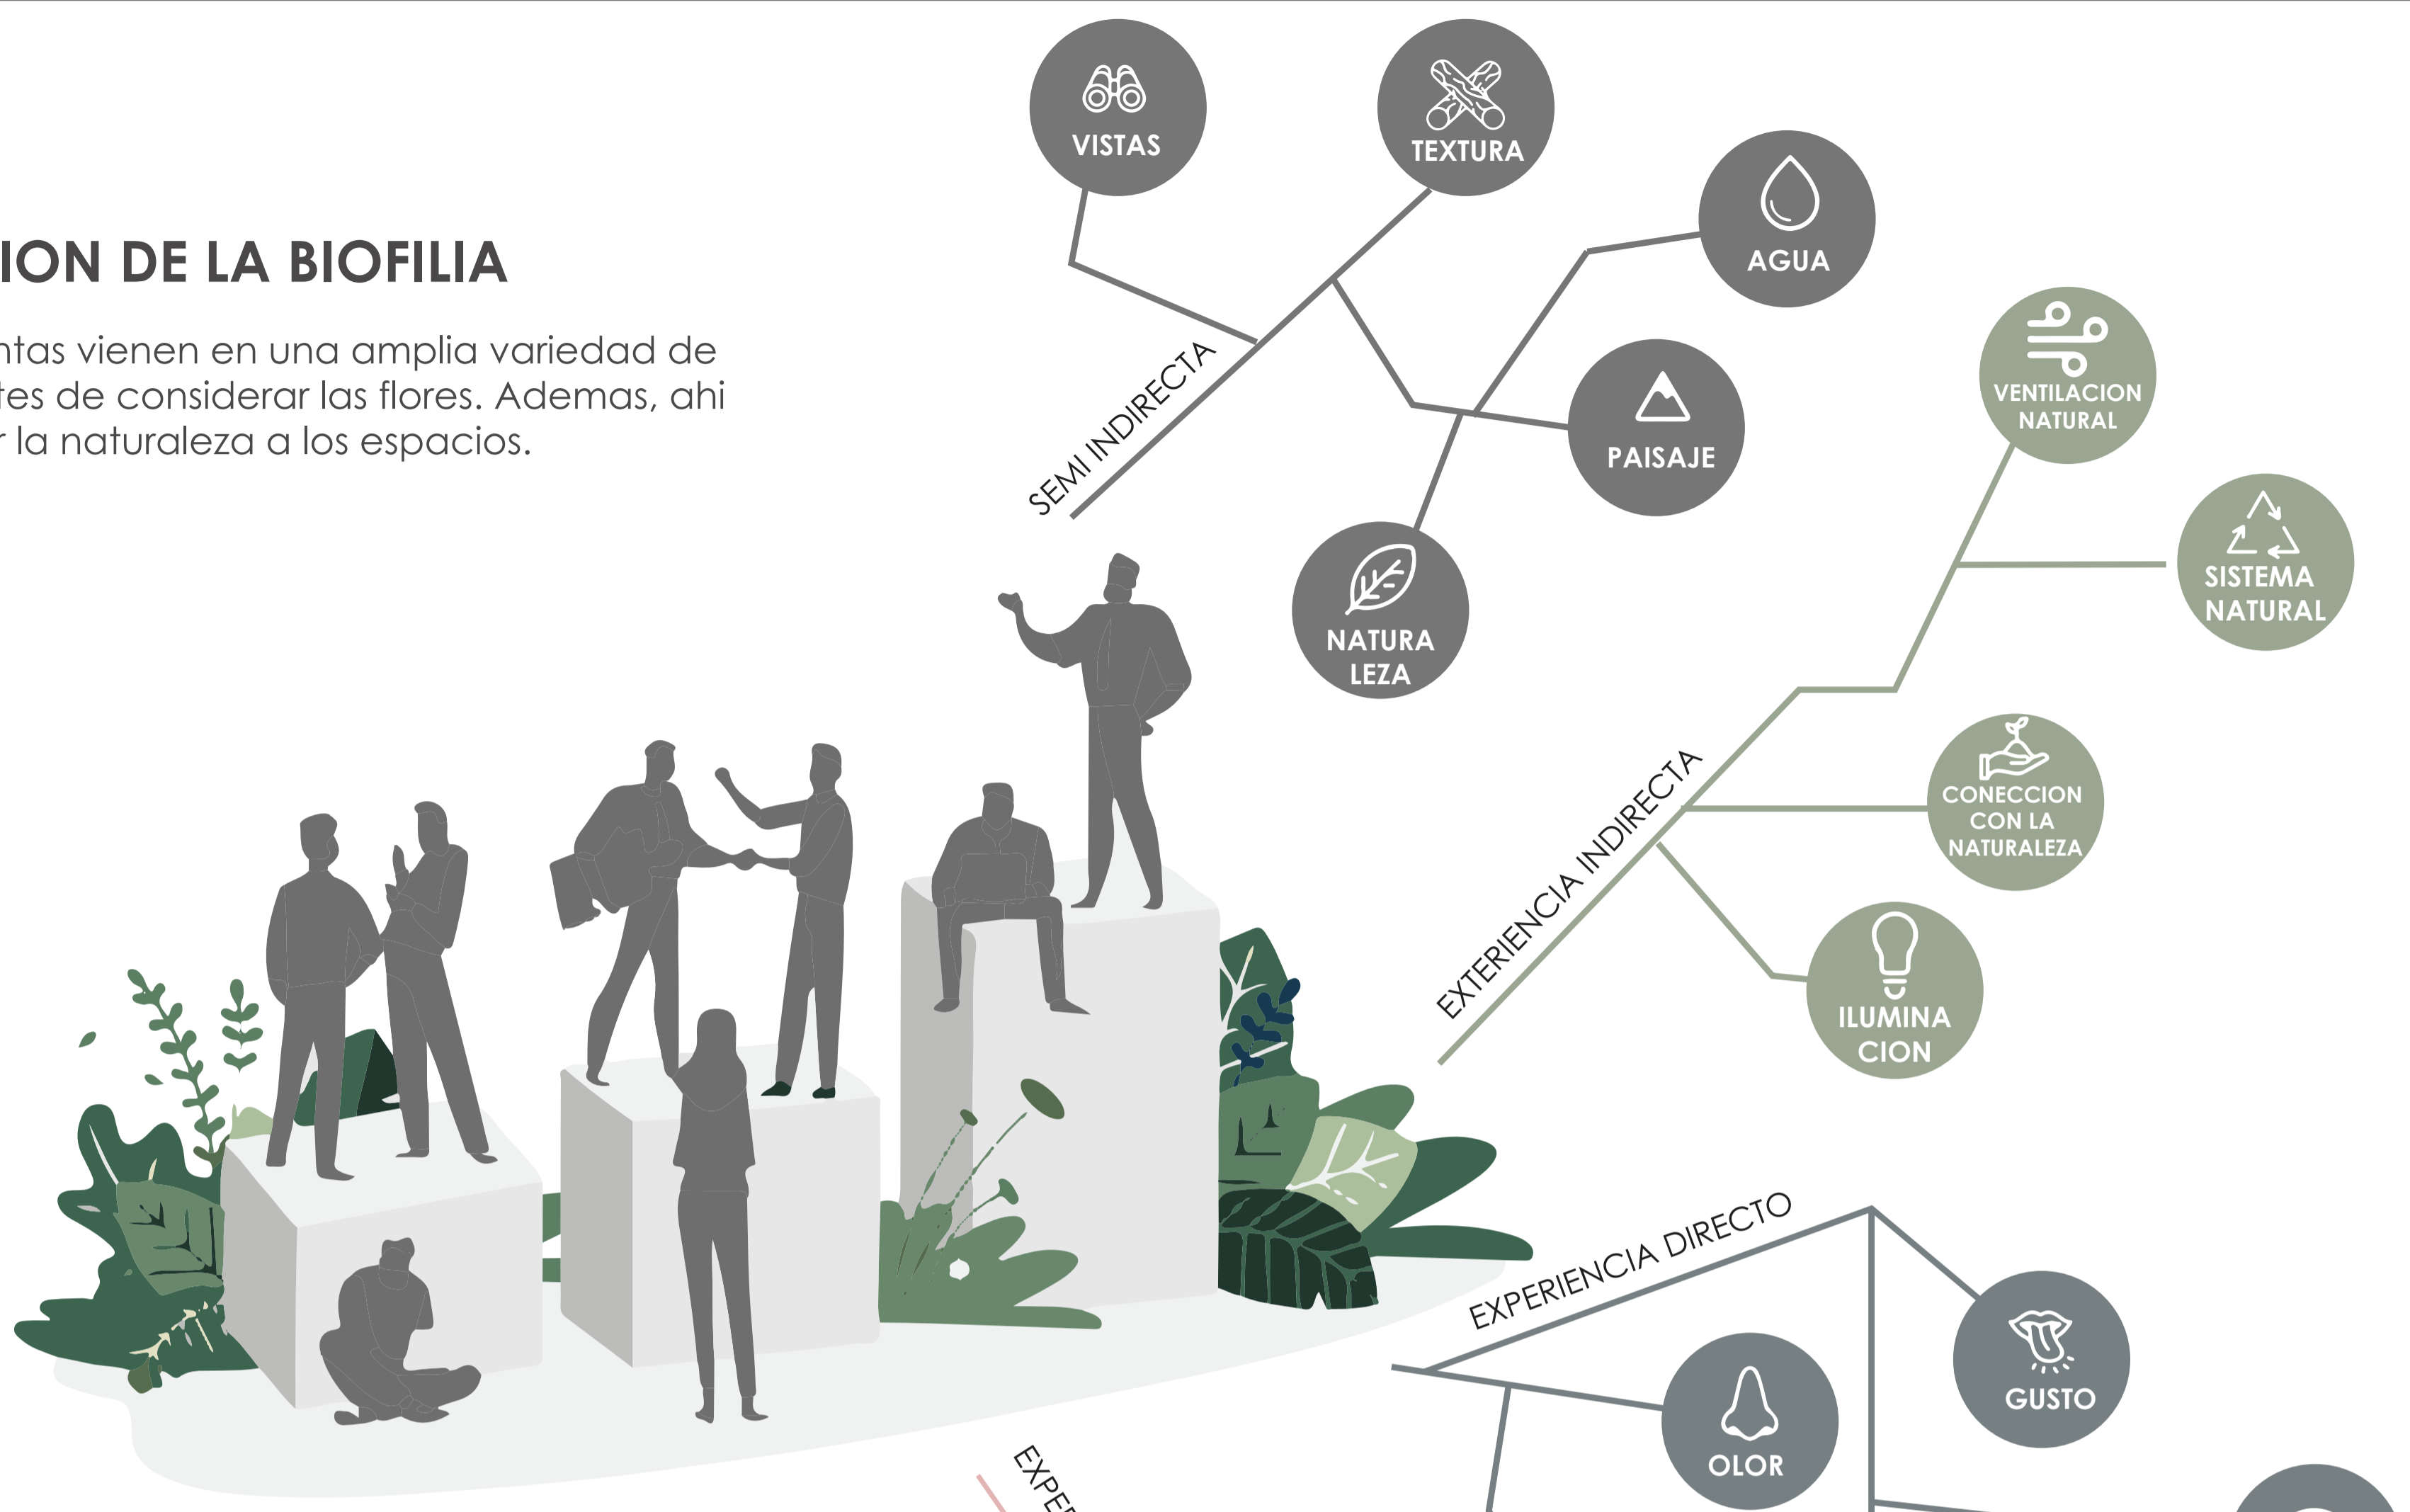 ION DE LA BIOFILIA
ntas vienen en una amplia variedad de
tes de considerar las flores. Ademas, ahi
r la naturaleza a los espacios.
VISTAS
TEXTURA
AGUA
SEMI INDIRECTA
PAISAJE
NATURA
LEZA
VENTILACION
NATURAL
SISTEMA
NATURAL
EXTERIENCIA INDIRECTA
CONECCION
CON LA
NATURALEZA
ILUMINA
CION
EXPERIENCIA DIRECTO
GUSTO
OLOR
EXPE